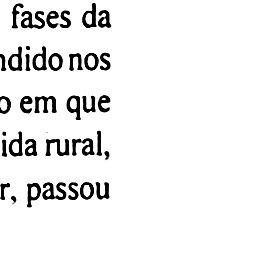 fases da
ndido nos
o em que
ida rural,
r, passou